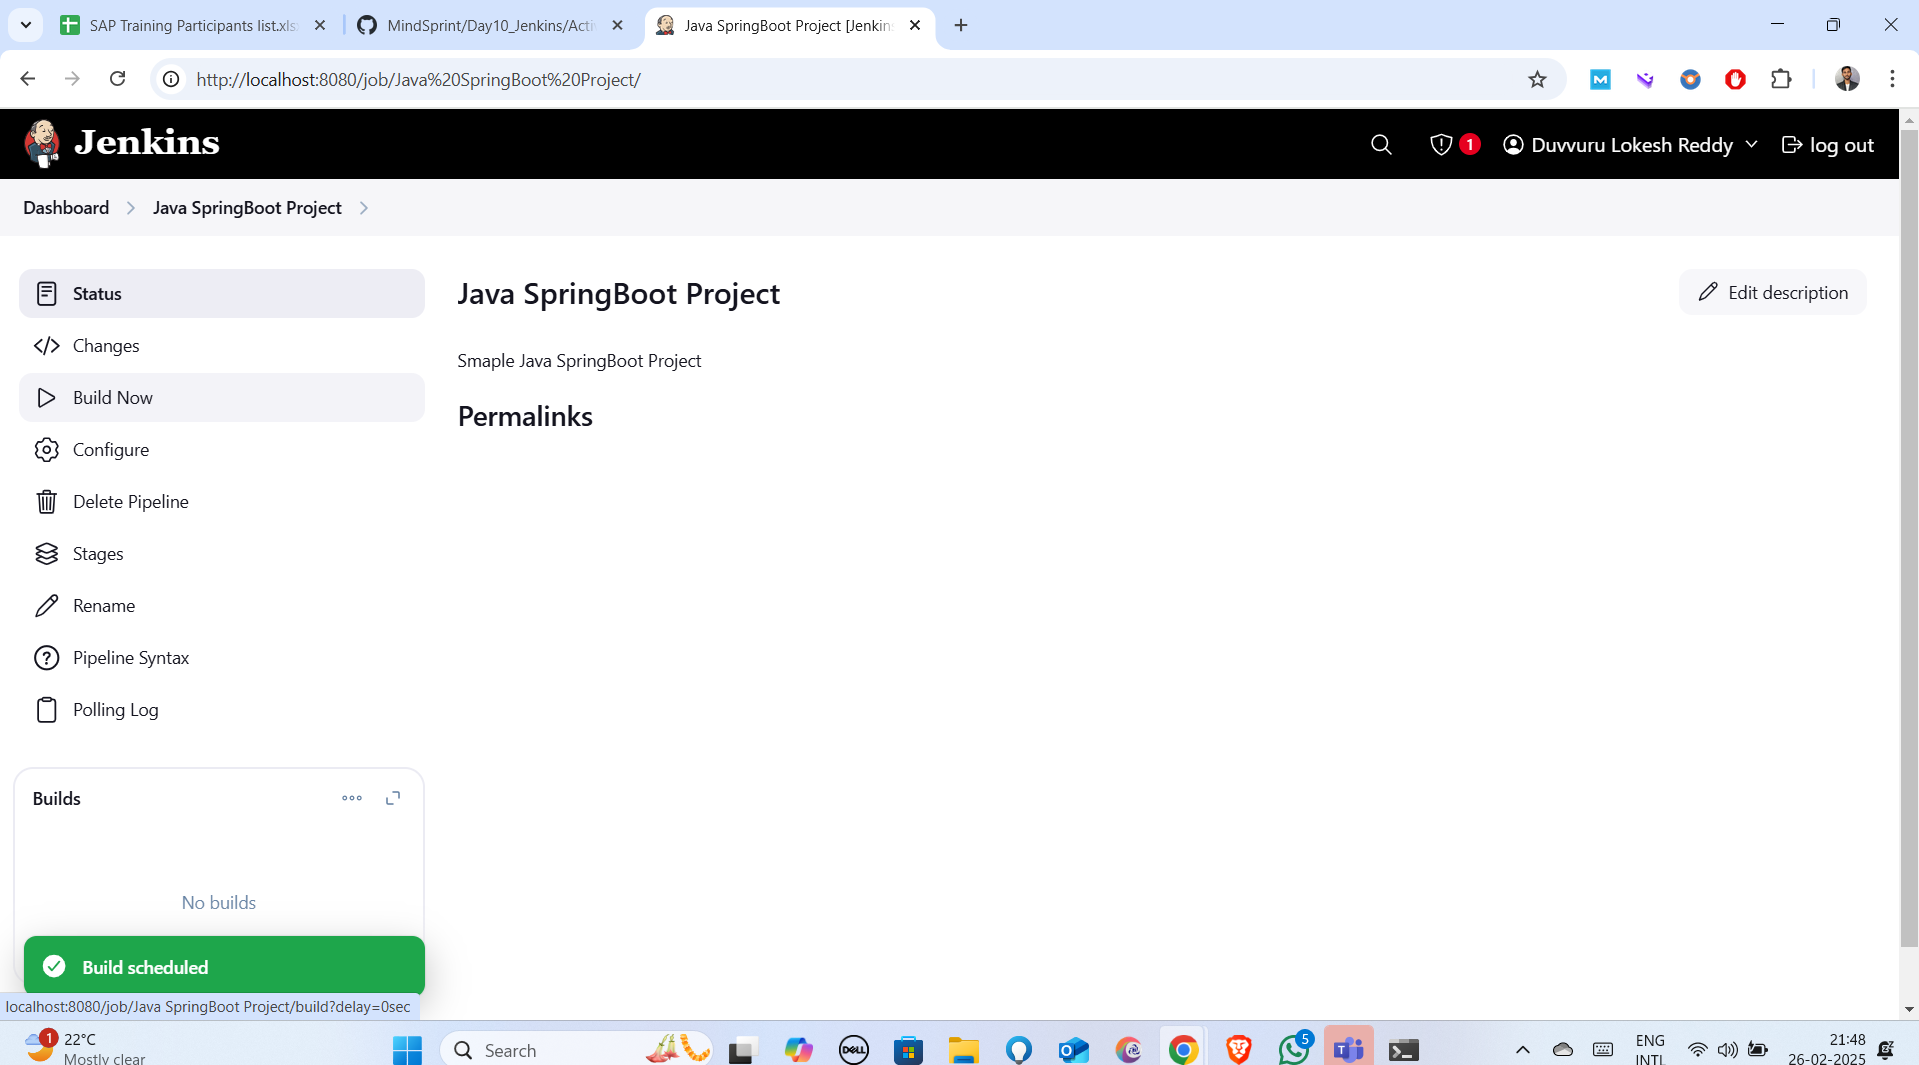 SAP Training Participants list.xls
MindSprint/Day10_Jenkins/Acti
Java SpringBoot Project [Jenkin
http://localhost:8080/job/Java%20SpringBoot%20Project/
Jenkins
1
Duvvuru Lokesh Reddy
log out
Dashboard
Java SpringBoot Project
Status
Changes
Build Now
Configure
Delete Pipeline
Stages
Rename
Pipeline Syntax
Polling Log
Java SpringBoot Project
Edit description
Smaple Java SpringBoot Project
Permalinks
Builds
No builds
Build scheduled
localhost:8080/job/Java SpringBoot Project/build?delay=0sec
1
22°C
Mostly clear
Search
DELL
5
ENG
INTL
21:48
26-02-2025